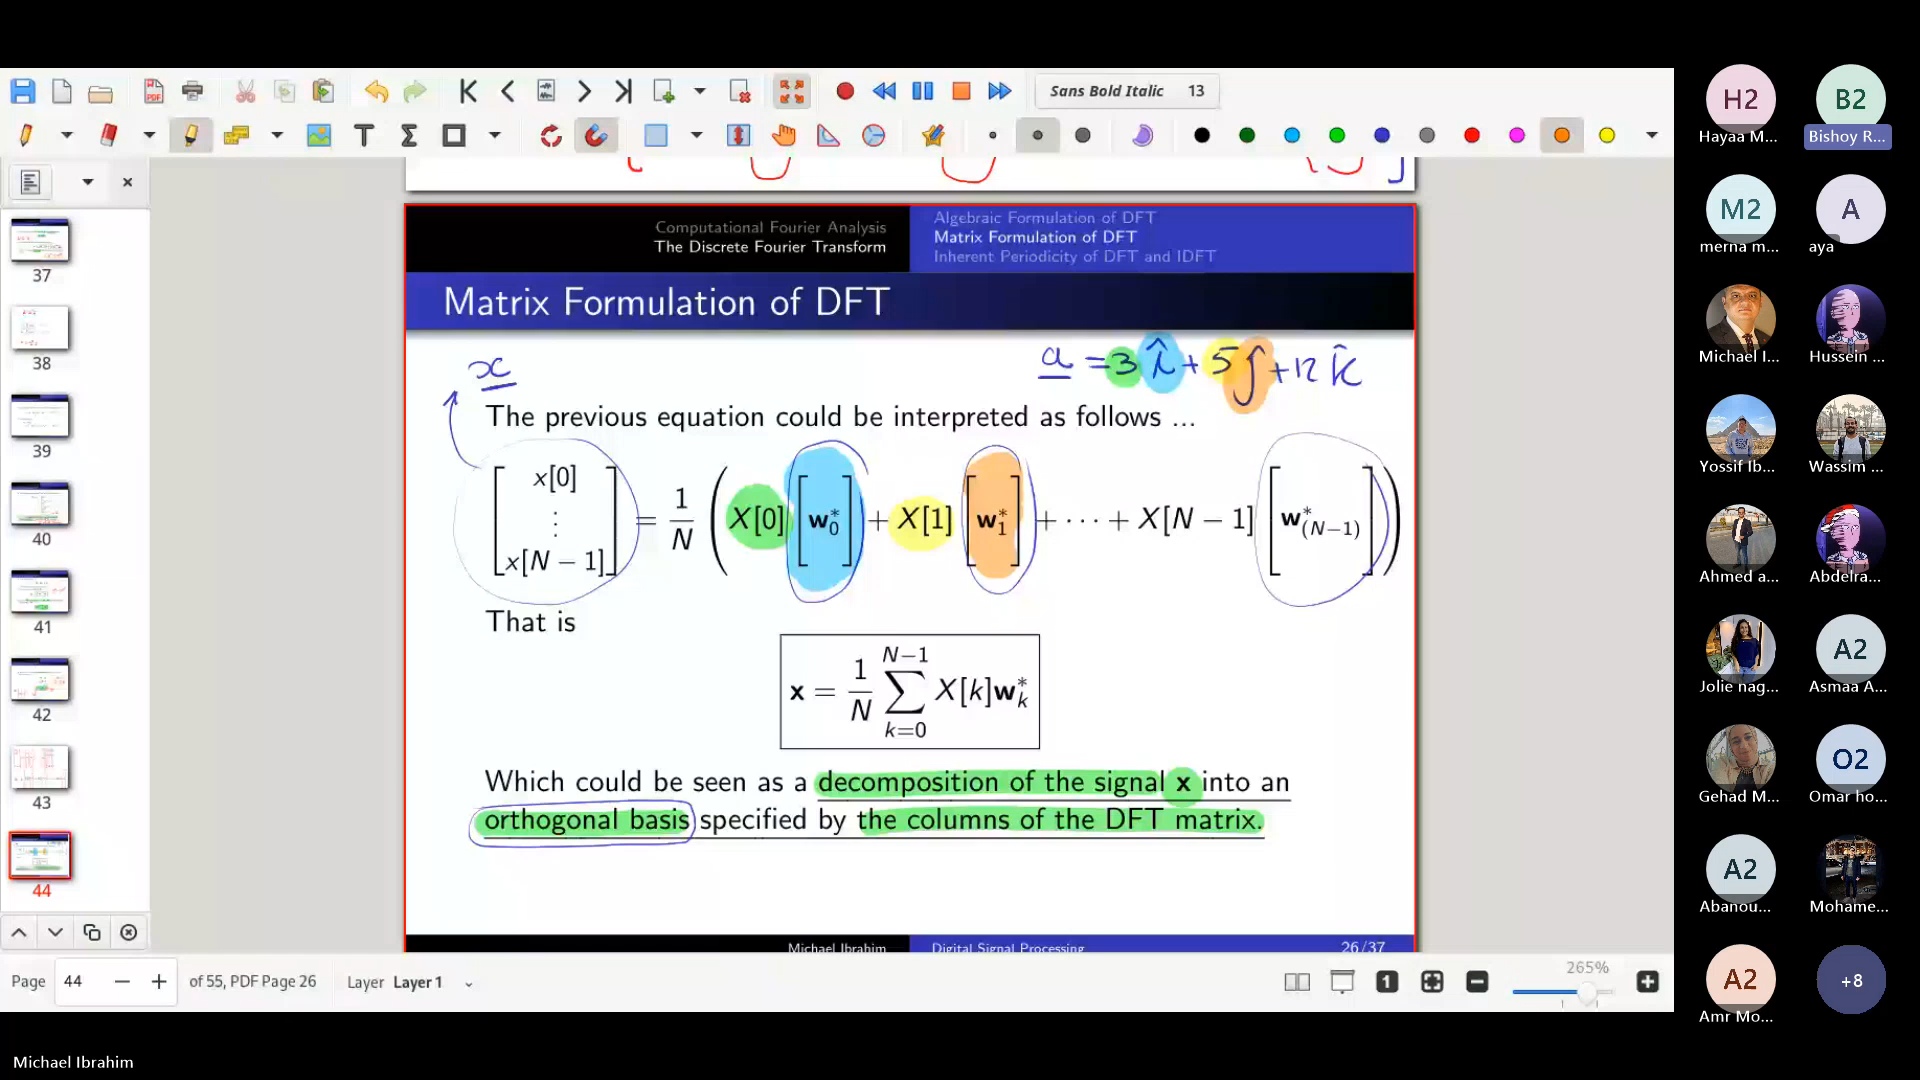 Sans Bold Italic 13
37
38
39
40
41
42
43
44
Computational Fourier Analysis
The Discrete Fourier Transform
Algebraic Formulation of DFT
Matrix Formulation of DFT
Inherent Periodicity of DFT and IDFT
Matrix Formulation of DFT
x
a = 3 î + 5 ĵ + 12 k̂
The previous equation could be interpreted as follows ...
[ x[0] ⋮ x[N − 1] ] = 1/N ( X[0] [ w₀* ] + X[1] [ w₁* ] + ⋯ + X[N − 1] [ w*₍N−1₎ ] )
That is
x = 1/N ∑_{k=0}^{N−1} X[k]w_k^*
Which could be seen as a decomposition of the signal x into an
orthogonal basis specified by the columns of the DFT matrix.
Michael Ibrahim
Digital Signal Processing
26/37
Page 44 of 55, PDF Page 26
Layer Layer 1
265%
H2
Hayaa M...
B2
Bishoy R...
M2
merna m...
A
aya
Michael I...
Hussein ...
Yossif Ib...
Wassim ...
Ahmed a...
Abdelra...
Jolie nag...
A2
Asmaa A...
Gehad M...
O2
Omar ho...
A2
Abanou...
Mohame...
A2
Amr Mo...
+8
Michael Ibrahim